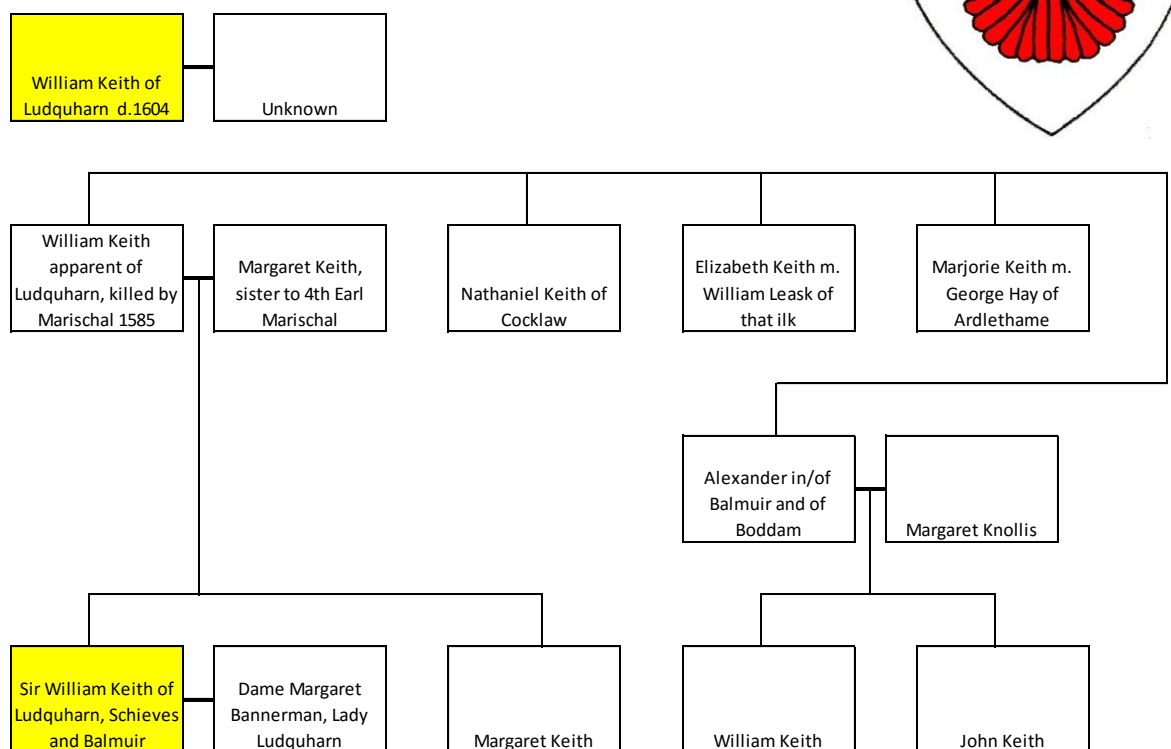 William Keith of
Ludquharn d.1604
Unknown
William Keith
apparent of
Ludquharn, killed by
Marischal 1585
Margaret Keith,
sister to 4th Earl
Marischal
Nathaniel Keith of
Cocklaw
Elizabeth Keith m.
William Leask of
that ilk
Marjorie Keith m.
George Hay of
Ardlethame
Alexander in/of
Balmuir and of
Boddam
Margaret Knollis
Sir William Keith of
Ludquharn, Schieves
and Balmuir
Dame Margaret
Bannerman, Lady
Ludquharn
Margaret Keith
William Keith
John Keith